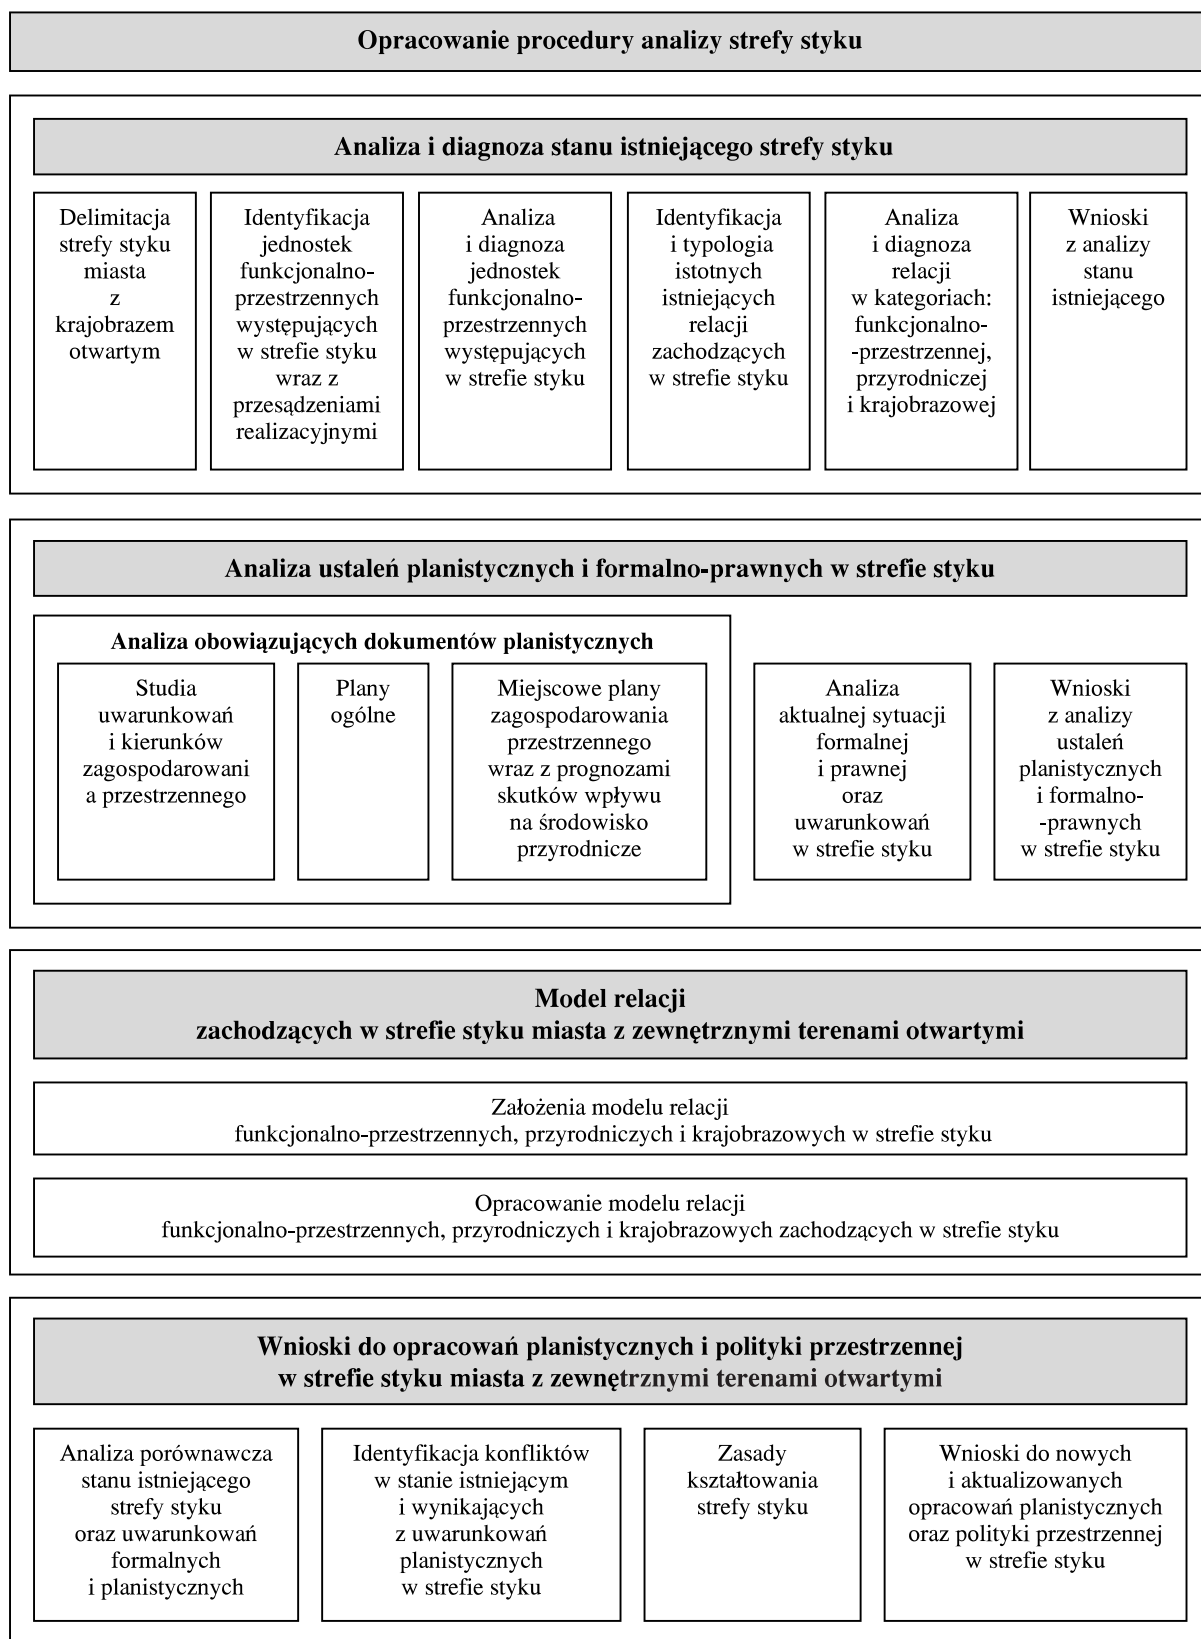 Opracowanie procedury analizy strefy styku
Analiza i diagnoza stanu istniejącego strefy styku
Delimitacja
strefy styku
miasta
z
krajobrazem
otwartym
Identyfikacja
jednostek
funkcjonalno-
przestrzennych
występujących
w strefie styku
wraz z
przesądzeniami
realizacyjnymi
Analiza
i diagnoza
jednostek
funkcjonalno-
przestrzennych
występujących
w strefie styku
Identyfikacja
i typologia
istotnych
istniejących
relacji
zachodzących
w strefie styku
Analiza
i diagnoza
relacji
w kategoriach:
funkcjonalno-
-przestrzennej,
przyrodniczej
i krajobrazowej
Wnioski
z analizy
stanu
istniejącego
Analiza ustaleń planistycznych i formalno-prawnych w strefie styku
Analiza obowiązujących dokumentów planistycznych
Studia
uwarunkowań
i kierunków
zagospodarowani
a przestrzennego
Plany
ogólne
Miejscowe plany
zagospodarowania
przestrzennego
wraz z prognozami
skutków wpływu
na środowisko
przyrodnicze
Analiza
aktualnej sytuacji
formalnej
i prawnej
oraz
uwarunkowań
w strefie styku
Wnioski
z analizy
ustaleń
planistycznych
i formalno-
-prawnych
w strefie styku
Model relacji
zachodzących w strefie styku miasta z zewnętrznymi terenami otwartymi
Założenia modelu relacji
funkcjonalno-przestrzennych, przyrodniczych i krajobrazowych w strefie styku
Opracowanie modelu relacji
funkcjonalno-przestrzennych, przyrodniczych i krajobrazowych zachodzących w strefie styku
Wnioski do opracowań planistycznych i polityki przestrzennej
w strefie styku miasta z zewnętrznymi terenami otwartymi
Analiza porównawcza
stanu istniejącego
strefy styku
oraz uwarunkowań
formalnych
i planistycznych
Identyfikacja konfliktów
w stanie istniejącym
i wynikających
z uwarunkowań
planistycznych
w strefie styku
Zasady
kształtowania
strefy styku
Wnioski do nowych
i aktualizowanych
opracowań planistycznych
oraz polityki przestrzennej
w strefie styku